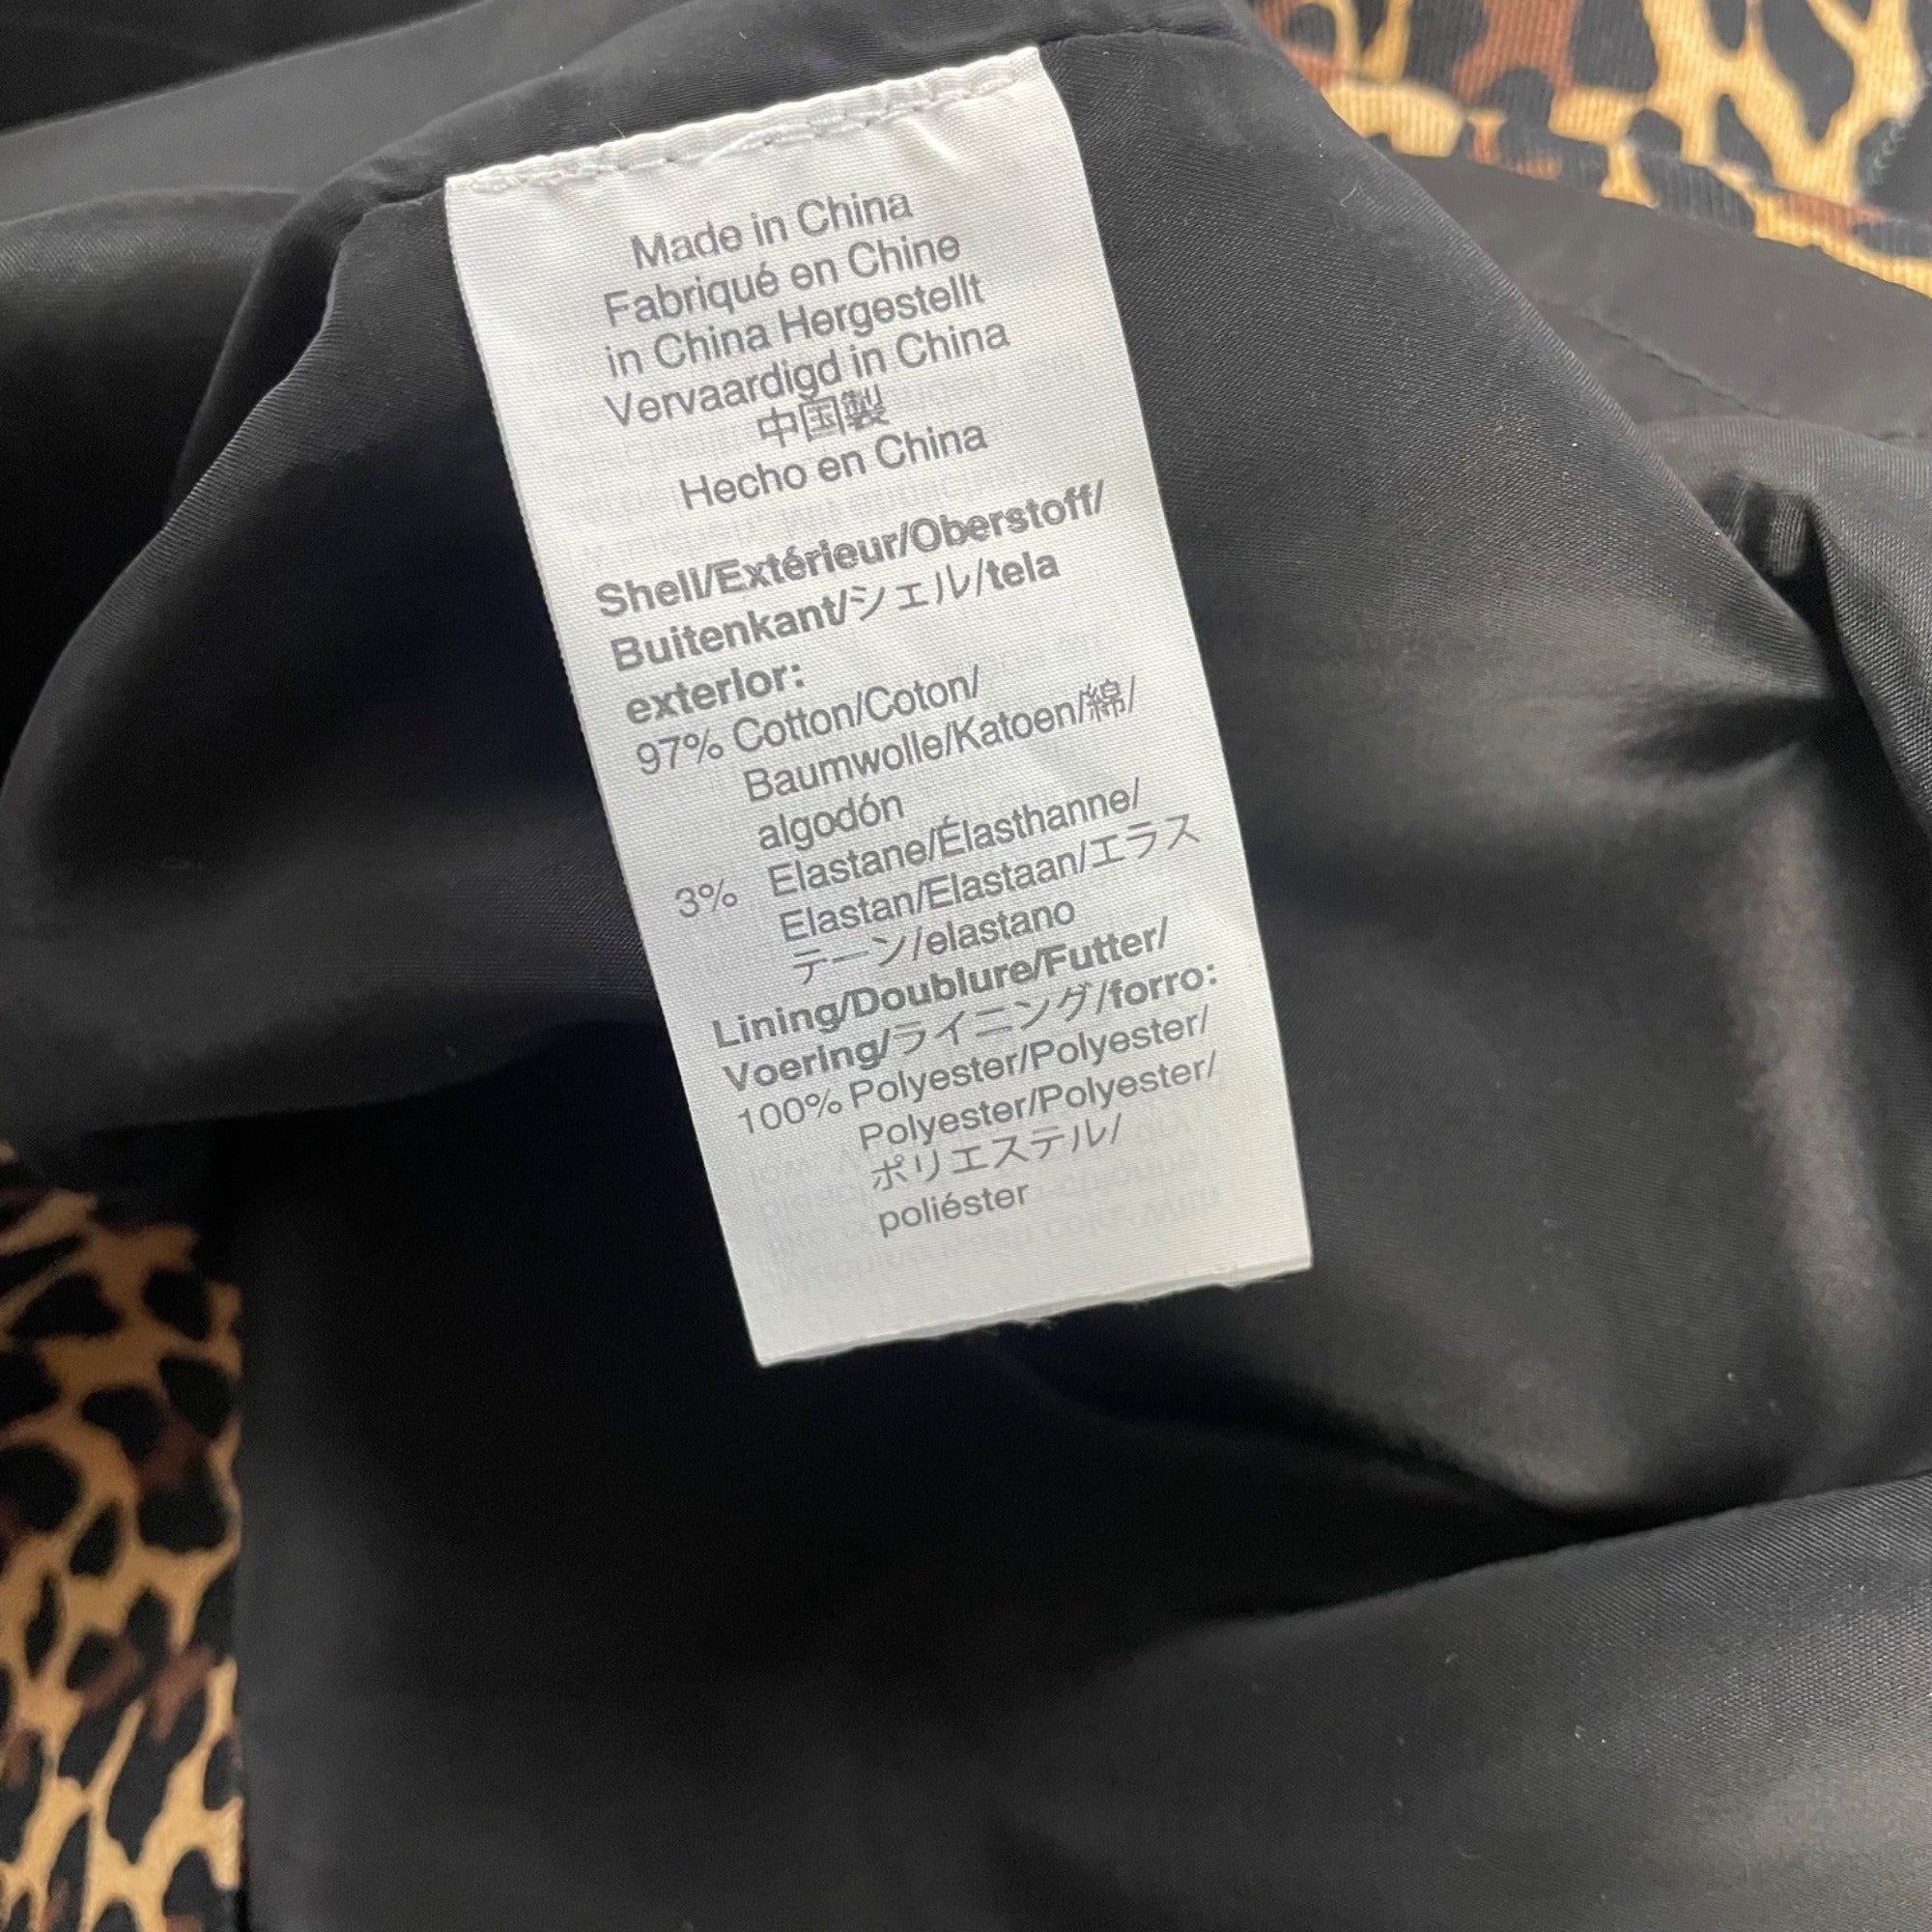 Made in China
Fabriqué en Chine
in China Hergestellt
Vervaardigd in China
中国製
Hecho en China
Shell/Extérieur/Oberstoff/
Buitenkant/シェル/tela
exterior:
97% Cotton/Coton/
Baumwolle/Katoen/綿/
algodón
3% Elastane/Élasthanne/
Elastan/Elastaan/エラス
テーン/elastano
Lining/Doublure/Futter/
Voering/ライニング/forro:
100% Polyester/Polyester/
Polyester/Polyester/
ポリエステル/
poliéster